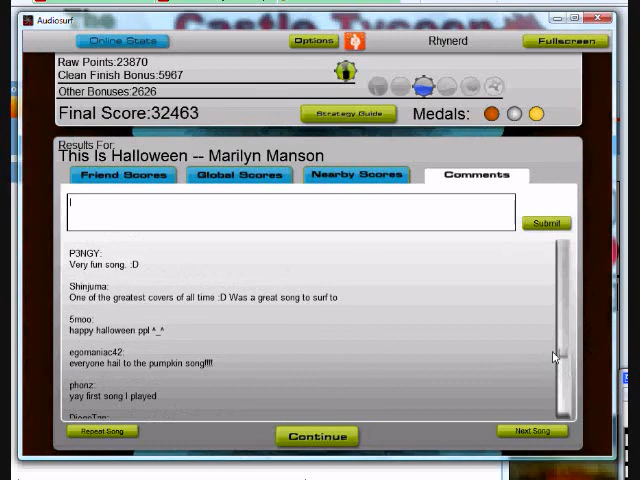 Audiosurf
The
Castle Tycoon
Online Stats
Options
Rhynerd
Fullscreen
Raw Points:23870
Clean Finish Bonus:5967
Other Bonuses:2626
Final Score:32463
Strategy Guide
Medals:
Results For:
This Is Halloween -- Marilyn Manson
Friend Scores
Global Scores
Nearby Scores
Comments
Submit
P3NGY:
Very fun song. :D
Shinjuma:
One of the greatest covers of all time :D Was a great song to surf to
5moo:
happy halloween ppl ^_^
egomaniac42:
everyone hail to the pumpkin song!!!!
phonz:
yay first song I played
Repeat Song
Continue
Next Song